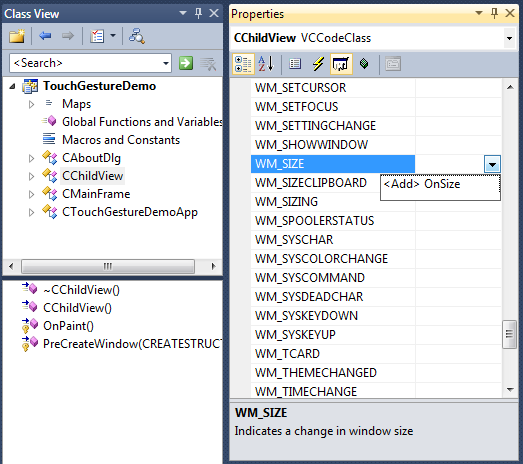 Class View
<Search>
TouchGestureDemo
Maps
Global Functions and Variables
Macros and Constants
CAboutDlg
CChildView
CMainFrame
CTouchGestureDemoApp
~CChildView()
CChildView()
OnPaint()
PreCreateWindow(CREATESTRUCT
Properties
CChildView VCCodeClass
WM_SETCURSOR
WM_SETFOCUS
WM_SETTINGCHANGE
WM_SHOWWINDOW
WM_SIZE
WM_SIZECLIPBOARD
<Add> OnSize
WM_SIZING
WM_SPOOLERSTATUS
WM_SYSCHAR
WM_SYSCOLORCHANGE
WM_SYSCOMMAND
WM_SYSDEADCHAR
WM_SYSKEYDOWN
WM_SYSKEYUP
WM_TCARD
WM_THEMECHANGED
WM_TIMECHANGE
WM_SIZE
Indicates a change in window size